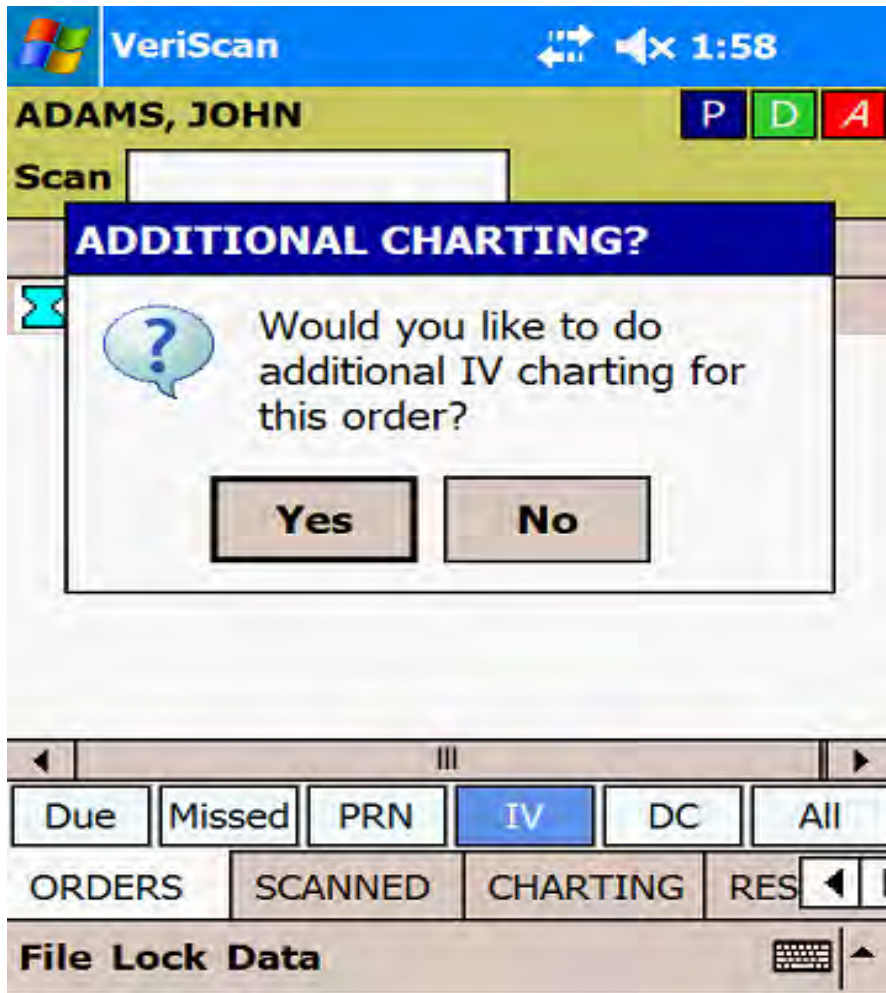 VeriScan 1:58
ADAMS, JOHN P D A
Scan
ADDITIONAL CHARTING?
?
Would you like to do
additional IV charting for
this order?
Yes No
Due Missed PRN IV DC All
ORDERS SCANNED CHARTING RES
File Lock Data